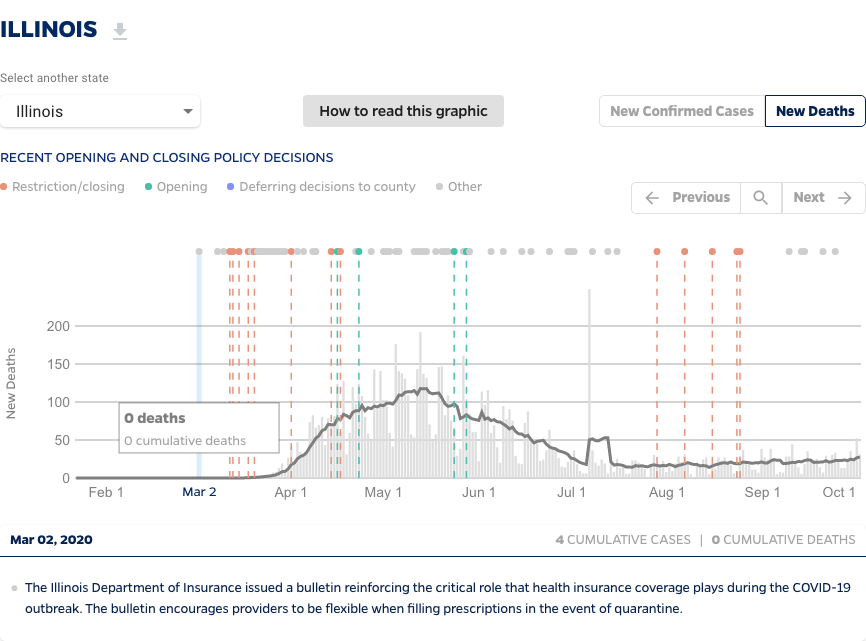 ILLINOIS
Select another state
Illinois
How to read this graphic
New Confirmed Cases
New Deaths
RECENT OPENING AND CLOSING POLICY DECISIONS
Restriction/closing
Opening
Deferring decisions to county
Other
Previous
Next
New Deaths
200
150
100
50
0
0 deaths
0 cumulative deaths
Feb 1
Mar 2
Apr 1
May 1
Jun 1
Jul 1
Aug 1
Sep 1
Oct 1
Mar 02, 2020
4 CUMULATIVE CASES | 0 CUMULATIVE DEATHS
The Illinois Department of Insurance issued a bulletin reinforcing the critical role that health insurance coverage plays during the COVID-19
outbreak. The bulletin encourages providers to be flexible when filling prescriptions in the event of quarantine.